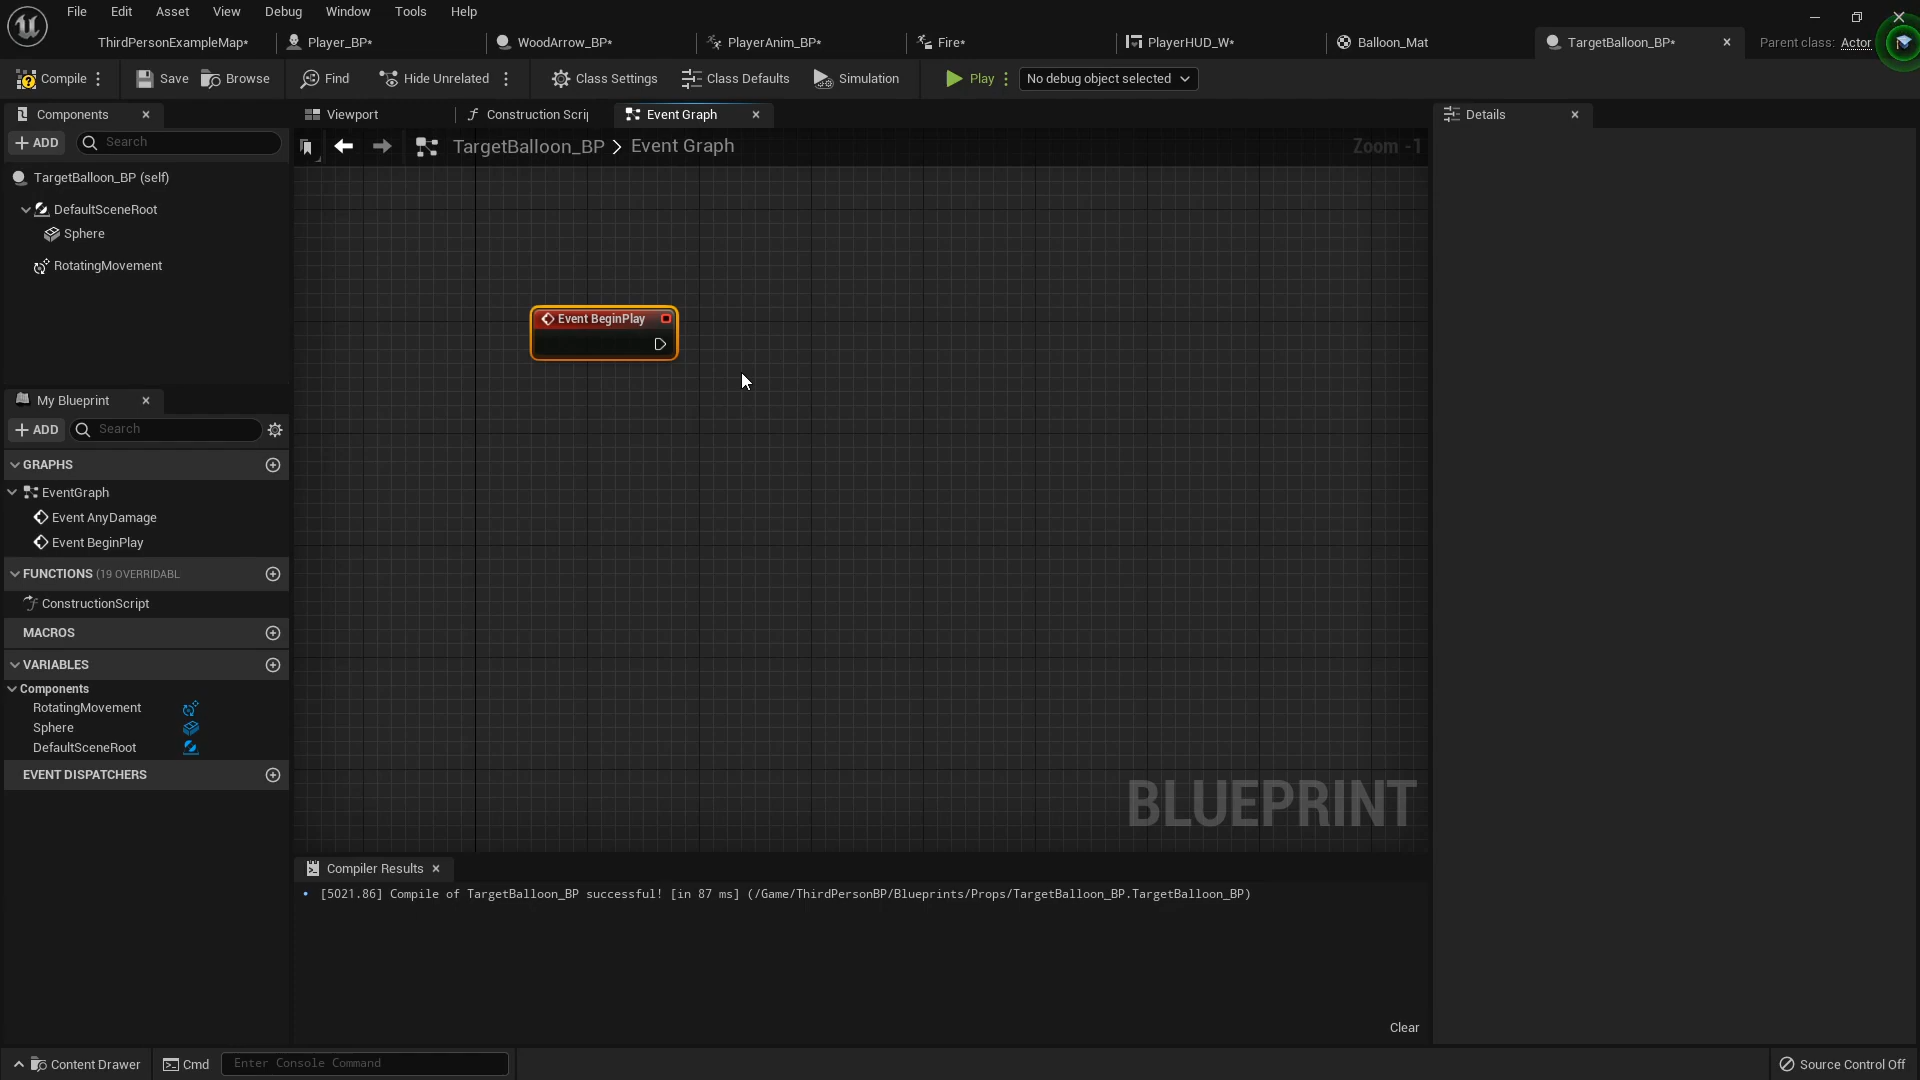 File Edit Asset View Debug Window Tools Help
ThirdPersonExampleMap* Player_BP* WoodArrow_BP* PlayerAnim_BP* Fire* PlayerHUD_W* Balloon_Mat TargetBalloon_BP* Parent class: Actor
Compile Save Browse Find Hide Unrelated Class Settings Class Defaults Simulation Play No debug object selected
Components Viewport Construction Scri Event Graph Details
ADD Search TargetBalloon_BP > Event Graph Zoom -1
TargetBalloon_BP (self)
DefaultSceneRoot
Sphere
RotatingMovement
Event BeginPlay
My Blueprint
ADD Search
GRAPHS
EventGraph
Event AnyDamage
Event BeginPlay
FUNCTIONS (19 OVERRIDABL
ConstructionScript
MACROS
VARIABLES
Components
RotatingMovement
Sphere
DefaultSceneRoot
EVENT DISPATCHERS
BLUEPRINT
Compiler Results
[5021.86] Compile of TargetBalloon_BP successful! [in 87 ms] (/Game/ThirdPersonBP/Blueprints/Props/TargetBalloon_BP.TargetBalloon_BP)
Clear
Content Drawer Cmd Enter Console Command Source Control Off